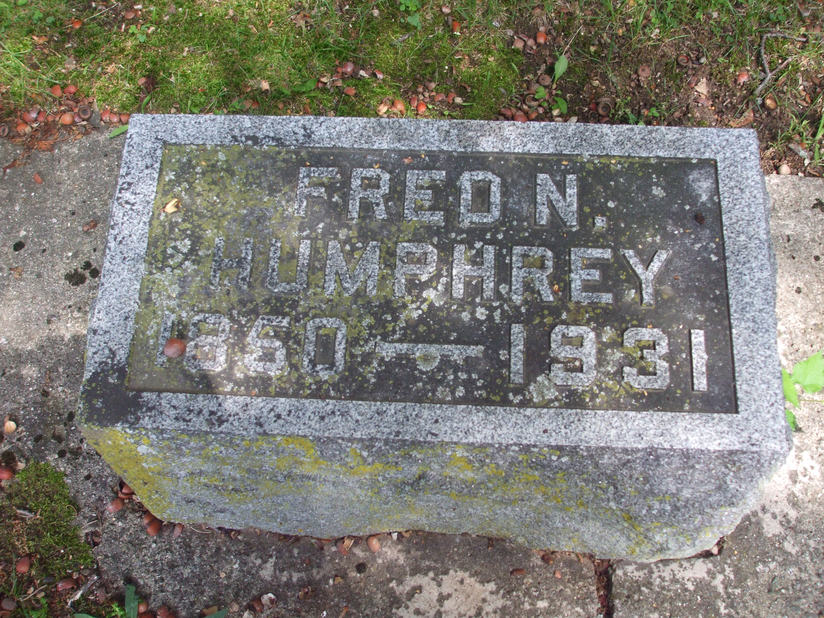 FRED N.
HUMPHREY
1850 — 1931